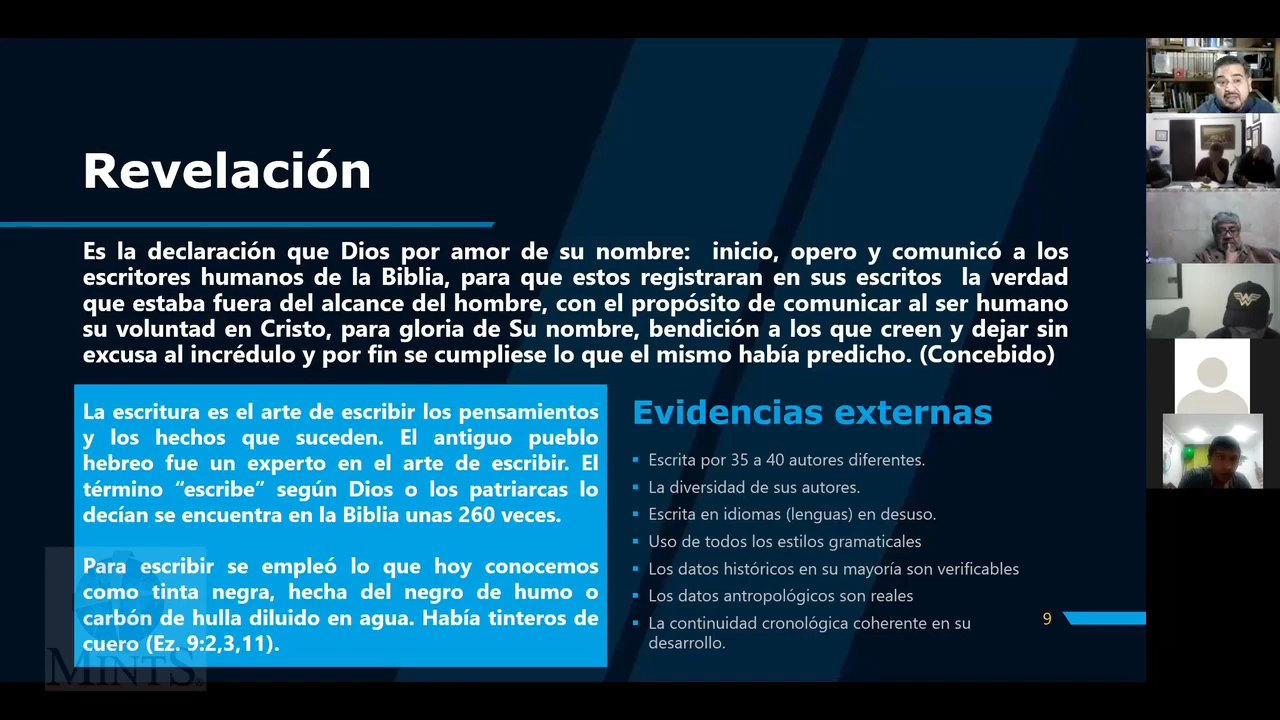 Revelación
Es la declaración que Dios por amor de su nombre:  inicio, opero y comunicó a los
escritores humanos de la Biblia, para que estos registraran en sus escritos  la verdad
que estaba fuera del alcance del hombre, con el propósito de comunicar al ser humano
su voluntad en Cristo, para gloria de Su nombre, bendición a los que creen y dejar sin
excusa al incrédulo y por fin se cumpliese lo que el mismo había predicho. (Concebido)
La escritura es el arte de escribir los pensamientos
y los hechos que suceden. El antiguo pueblo
hebreo fue un experto en el arte de escribir. El
término “escribe” según Dios o los patriarcas lo
decían se encuentra en la Biblia unas 260 veces.
Para escribir se empleó lo que hoy conocemos
como tinta negra, hecha del negro de humo o
carbón de hulla diluido en agua. Había tinteros de
cuero (Ez. 9:2,3,11).
Evidencias externas
▪ Escrita por 35 a 40 autores diferentes.
▪ La diversidad de sus autores.
▪ Escrita en idiomas (lenguas) en desuso.
▪ Uso de todos los estilos gramaticales
▪ Los datos históricos en su mayoría son verificables
▪ Los datos antropológicos son reales
▪ La continuidad cronológica coherente en su
desarrollo.
9
MINTS®